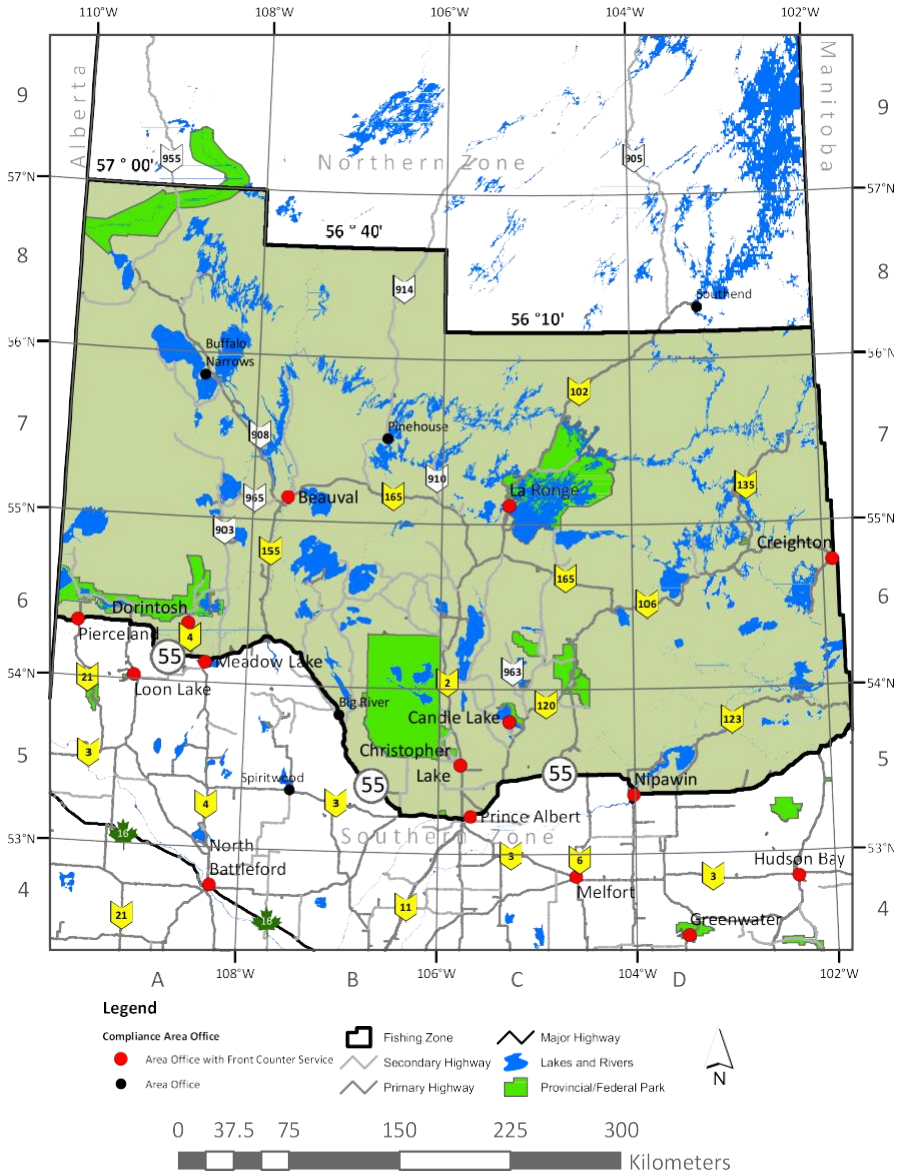 110°W 108°W 106°W 104°W 102°W
Alberta
Manitoba
9 9
955
905
Northern Zone
57 ° 00'
57°N 57°N
56 ° 40'
8 8
914
Southend
56 °10'
56°N 56°N
Buffalo
Narrows
102
7 7
Pinehouse
908
910
135
965
Beauval
165
La Ronge
55°N 55°N
903
155
Creighton
165
106
6 6
Dorintosh
Pierceland
4
55
Meadow Lake
21
Loon Lake
963
54°N 54°N
2
Big River
120
Candle Lake
123
3
Christopher
Lake
5 5
55
55
Spiritwood
Nipawin
4
3
Prince Albert
Southern Zone
16
53°N 53°N
North
Battleford
3
6
3
Hudson Bay
Melfort
4 4
21
16
11
Greenwater
108°W 106°W 104°W 102°W
A B C D
Legend
Compliance Area Office
Area Office with Front Counter Service
Area Office
Fishing Zone
Secondary Highway
Primary Highway
Major Highway
Lakes and Rivers
Provincial/Federal Park
N
0 37.5 75 150 225 300
Kilometers